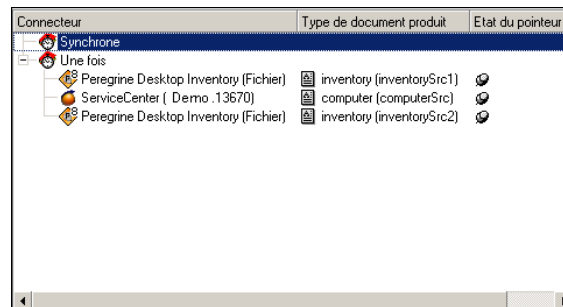 Connecteur Type de document produit Etat du pointeur
Synchrone
Une fois
Peregrine Desktop Inventory (Fichier) inventory (inventorySrc1)
ServiceCenter ( Demo .13670) computer (computerSrc)
Peregrine Desktop Inventory (Fichier) inventory (inventorySrc2)